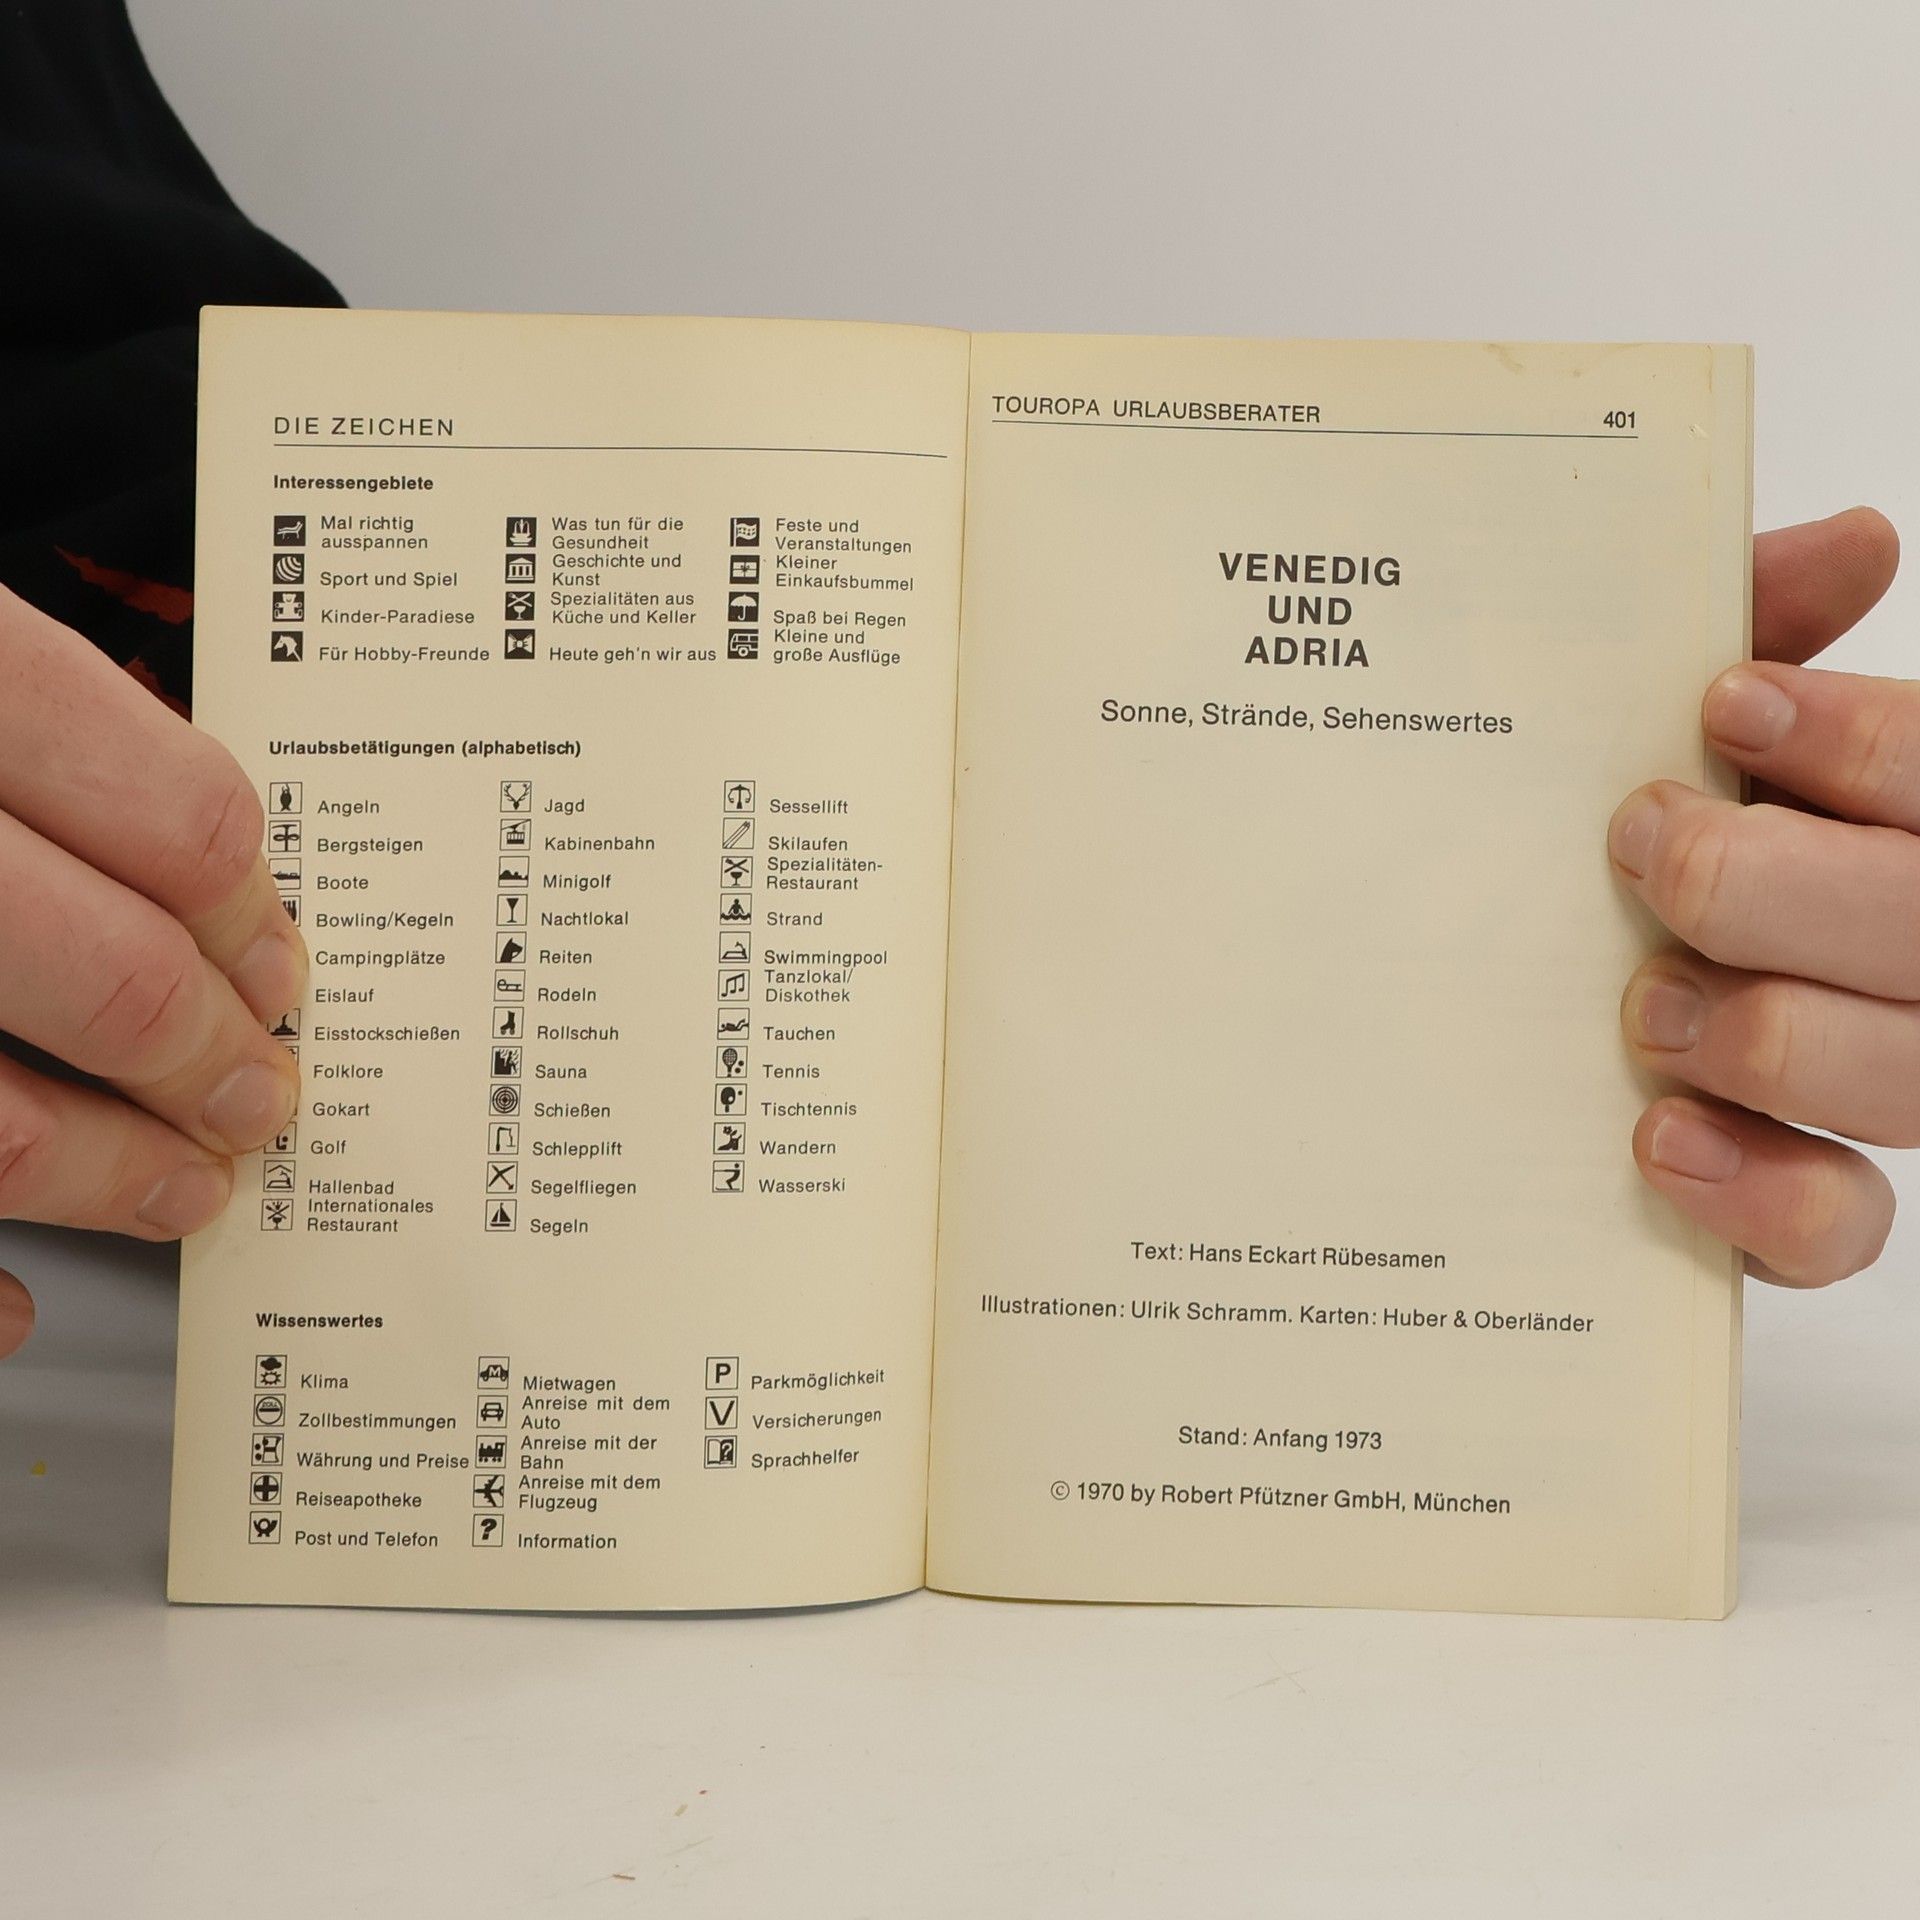 DIE ZEICHEN
Interessengebiete
Mal richtig
ausspannen
Sport und Spiel
Kinder-Paradiese
Für Hobby-Freunde
Was tun für die
Gesundheit
Geschichte und
Kunst
Spezialitäten aus
Küche und Keller
Heute geh'n wir aus
Feste und
Veranstaltungen
Kleiner
Einkaufsbummel
Spaß bei Regen
Kleine und
große Ausflüge
Urlaubsbetätigungen (alphabetisch)
Angeln
Bergsteigen
Boote
Bowling/Kegeln
Campingplätze
Eislauf
Eisstockschießen
Folklore
Gokart
Golf
Hallenbad
Internationales
Restaurant
Jagd
Kabinenbahn
Minigolf
Nachtlokal
Reiten
Rodeln
Rollschuh
Sauna
Schießen
Schlepplift
Segelfliegen
Segeln
Sessellift
Skilaufen
Spezialitäten-
Restaurant
Strand
Swimmingpool
Tanzlokal/
Diskothek
Tauchen
Tennis
Tischtennis
Wandern
Wasserski
Wissenswertes
Klima
ZOLL
Zollbestimmungen
Währung und Preise
Reiseapotheke
Post und Telefon
M
Mietwagen
Anreise mit dem
Auto
Anreise mit der
Bahn
Anreise mit dem
Flugzeug
?
Information
P
Parkmöglichkeit
V
Versicherungen
?
Sprachhelfer
TOUROPA URLAUBSBERATER 401
VENEDIG
UND
ADRIA
Sonne, Strände, Sehenswertes
Text: Hans Eckart Rübesamen
Illustrationen: Ulrik Schramm. Karten: Huber & Oberländer
Stand: Anfang 1973
© 1970 by Robert Pfützner GmbH, München